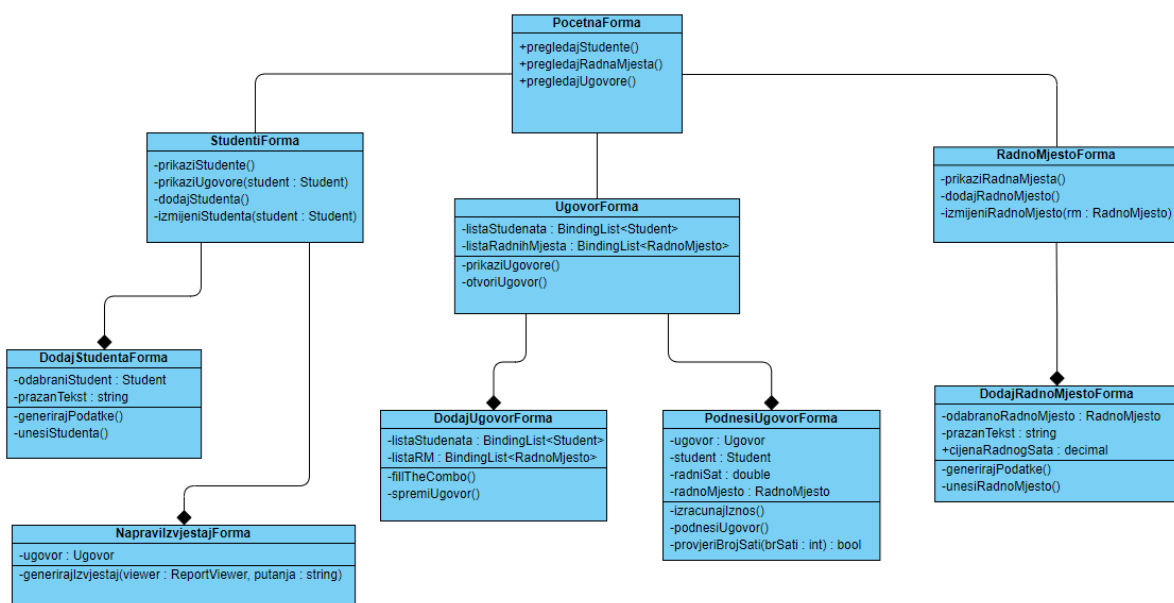 PocetnaForma
+pregledajStudente()
+pregledajRadnaMjesta()
+pregledajUgovore()
StudentiForma
-prikaziStudente()
-prikaziUgovore(student : Student)
-dodajStudenta()
-izmijeniStudenta(student : Student)
UgovorForma
-listaStudenata : BindingList<Student>
-listaRadnihMjesta : BindingList<RadnoMjesto>
-prikaziUgovore()
-otvoriUgovor()
RadnoMjestoForma
-prikaziRadnaMjesta()
-dodajRadnoMjesto()
-izmijeniRadnoMjesto(rm : RadnoMjesto)
DodajStudentaForma
-odabraniStudent : Student
-prazanTekst : string
-generirajPodatke()
-unesiStudenta()
DodajUgovorForma
-listaStudenata : BindingList<Student>
-listaRM : BindingList<RadnoMjesto>
-fillTheCombo()
-spremiUgovor()
PodnesiUgovorForma
-ugovor : Ugovor
-student : Student
-radniSat : double
-radnoMjesto : RadnoMjesto
-izracunajIznos()
-podnesiUgovor()
-provjeriBrojSati(brSati : int) : bool
DodajRadnoMjestoForma
-odabranoRadnoMjesto : RadnoMjesto
-prazanTekst : string
+cijenaRadnogSata : decimal
-generirajPodatke()
-unesiRadnoMjesto()
NapraviIzvjestajForma
-ugovor : Ugovor
-generirajIzvjestaj(viewer : ReportViewer, putanja : string)